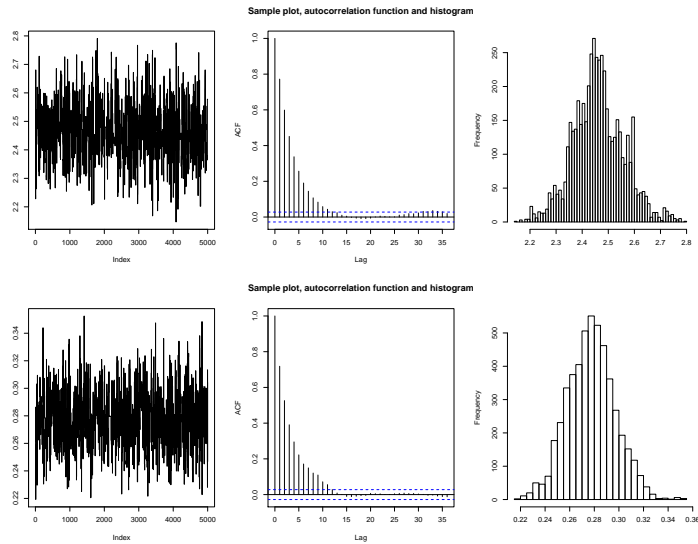 Sample plot, autocorrelation function and histogram
2.2 2.3 2.4 2.5 2.6 2.7 2.8
0 1000 2000 3000 4000 5000
Index
ACF
0.0 0.2 0.4 0.6 0.8 1.0
0 5 10 15 20 25 30 35
Lag
Frequency
0 50 100 150 200 250
2.2 2.3 2.4 2.5 2.6 2.7 2.8
Sample plot, autocorrelation function and histogram
0.22 0.24 0.26 0.28 0.30 0.32 0.34
0 1000 2000 3000 4000 5000
Index
ACF
0.0 0.2 0.4 0.6 0.8 1.0
0 5 10 15 20 25 30 35
Lag
Frequency
0 100 200 300 400 500
0.22 0.24 0.26 0.28 0.30 0.32 0.34 0.36